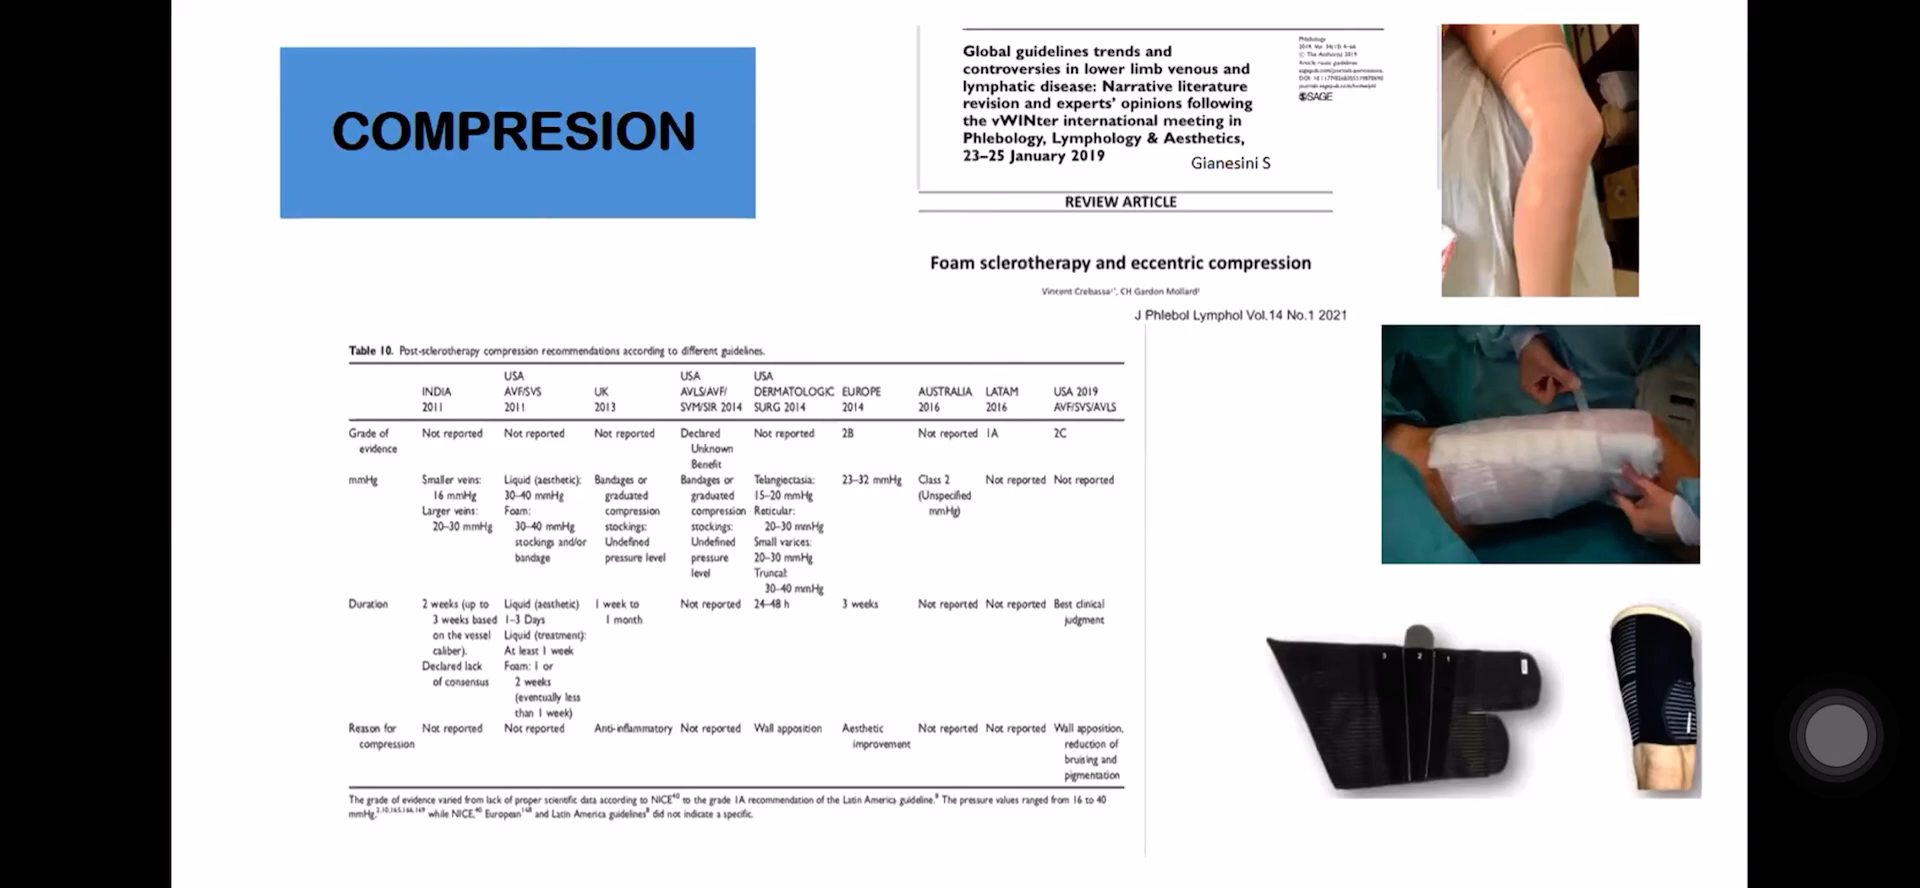 COMPRESION
Global guidelines trends and
controversies in lower limb venous and
lymphatic disease: Narrative literature
revision and experts' opinions following
the vWINter international meeting in
Phlebology, Lymphology & Aesthetics,
23–25 January 2019
Gianesini S
Phlebology
© The Author(s) 2019
SAGE
REVIEW ARTICLE
Foam sclerotherapy and eccentric compression
Vincent Crebassa, CH Gardon Mollard
J Phlebol Lymphol Vol.14 No.1 2021
Table 10. Post-sclerotherapy compression recommendations according to different guidelines.
INDIA 2011
USA AVF/SVS 2011
UK 2013
USA AVLS/AVF/ SVM/SIR 2014
USA DERMATOLOGIC SURG 2014
EUROPE 2014
AUSTRALIA 2016
LATAM 2016
USA 2019 AVF/SVS/AVLS
Grade of evidence
Not reported
Not reported
Not reported
Declared Unknown Benefit
Not reported
2B
Not reported
1A
2C
mmHg
Smaller veins: 16 mmHg Larger veins: 20–30 mmHg
Liquid (aesthetic): 30–40 mmHg Foam: 30–40 mmHg stockings and/or bandage
Bandages or graduated compression stockings: Undefined pressure level
Bandages or graduated compression stockings: Undefined pressure level
Telangiectasia: 15–20 mmHg Reticular: 20–30 mmHg Small varices: 20–30 mmHg Truncal: 30–40 mmHg
23–32 mmHg
Class 2 (Unspecified mmHg)
Not reported
Not reported
Duration
2 weeks (up to 3 weeks based on the vessel caliber). Declared lack of consensus
Liquid (aesthetic) 1–3 Days Liquid (treatment): At least 1 week Foam: 1 or 2 weeks (eventually less than 1 week)
1 week to 1 month
Not reported
24–48 h
3 weeks
Not reported
Not reported
Best clinical judgment
Reason for compression
Not reported
Not reported
Anti-inflammatory
Not reported
Wall apposition
Aesthetic improvement
Not reported
Not reported
Wall apposition, reduction of bruising and pigmentation
The grade of evidence varied from lack of proper scientific data according to NICE to the grade 1A recommendation of the Latin America guideline. The pressure values ranged from 16 to 40
mmHg, while NICE, European and Latin America guidelines did not indicate a specific.
3 2 1